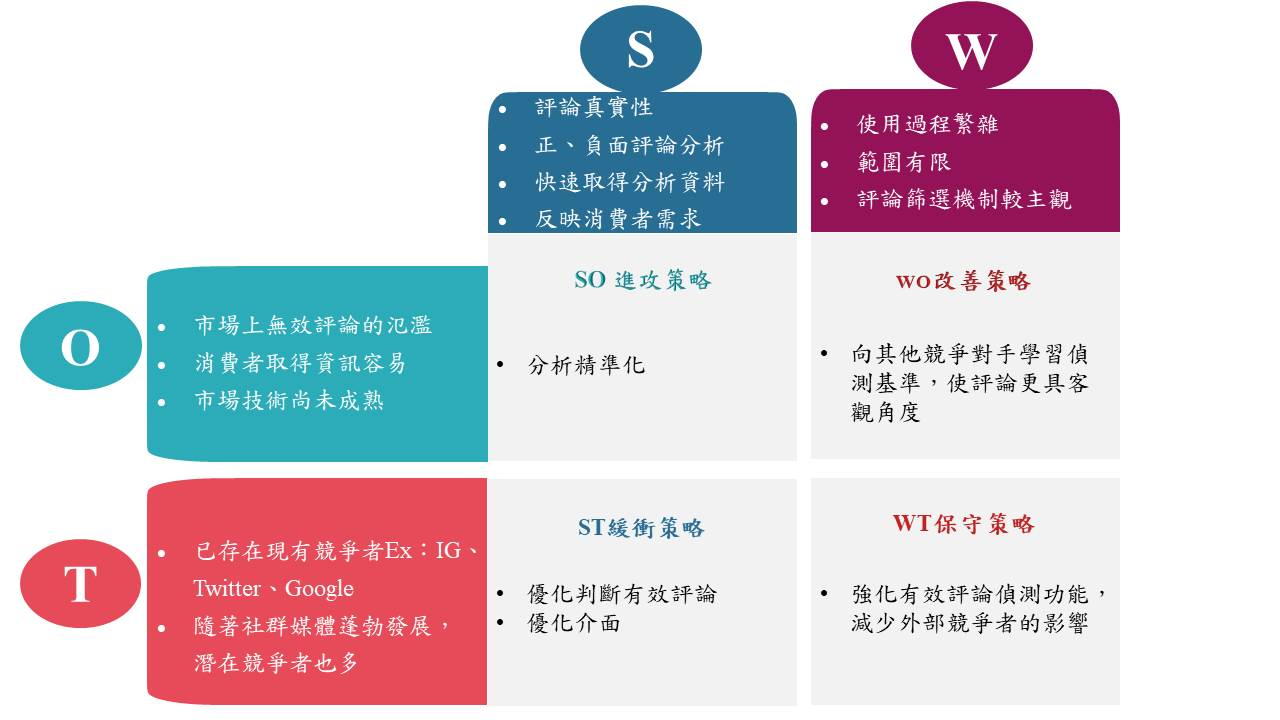 S
W
• 評論真實性
• 正、負面評論分析
• 快速取得分析資料
• 反映消費者需求
• 使用過程繁雜
• 範圍有限
• 評論篩選機制較主觀
O
• 市場上無效評論的氾濫
• 消費者取得資訊容易
• 市場技術尚未成熟
SO 進攻策略
• 分析精準化
wo改善策略
• 向其他競爭對手學習偵
測基準，使評論更具客
觀角度
T
• 已存在現有競爭者Ex：IG、
Twitter、Google
• 隨著社群媒體蓬勃發展，
潛在競爭者也多
ST緩衝策略
• 優化判斷有效評論
• 優化介面
WT保守策略
• 強化有效評論偵測功能，
減少外部競爭者的影響